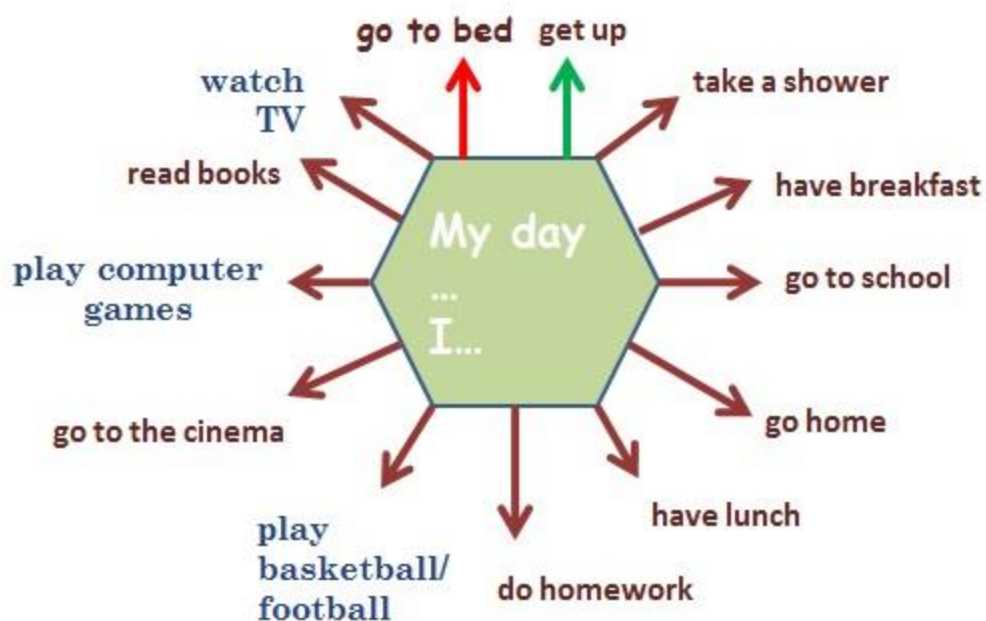 My day
...
I...
get up
take a shower
have breakfast
go to school
go home
have lunch
do homework
play
basketball/
football
go to the cinema
play computer
games
read books
watch
TV
go to bed